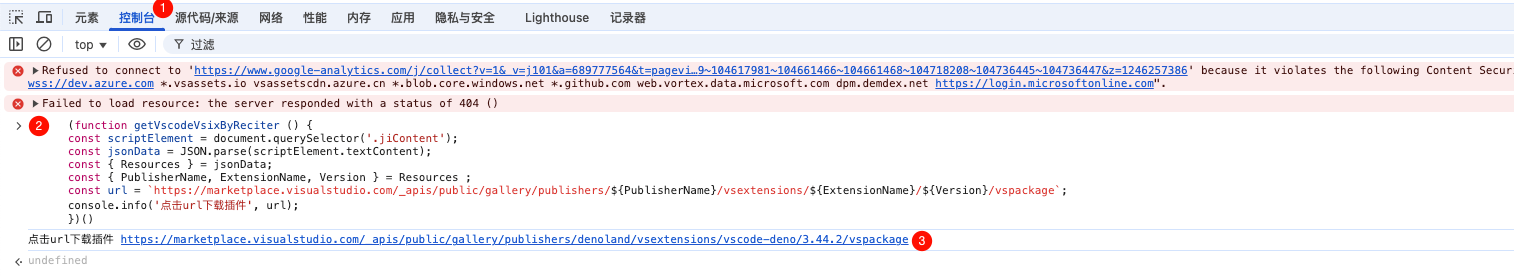 元素 控制台 1 源代码/来源 网络 性能 内存 应用 隐私与安全 Lighthouse 记录器
top 过滤
Refused to connect to 'https://www.google-analytics.com/j/collect?v=1&_v=j101&a=689777564&t=pagevi…9~104617981~104661466~104661468~104718208~104736445~104736447&z=1246257386' because it violates the following Content Securi
wss://dev.azure.com *.vsassets.io vsassetscdn.azure.cn *.blob.core.windows.net *.github.com web.vortex.data.microsoft.com dpm.demdex.net https://login.microsoftonline.com".
Failed to load resource: the server responded with a status of 404 ()
2 (function getVscodeVsixByReciter () {
const scriptElement = document.querySelector('.jiContent');
const jsonData = JSON.parse(scriptElement.textContent);
const { Resources } = jsonData;
const { PublisherName, ExtensionName, Version } = Resources ;
const url = `https://marketplace.visualstudio.com/_apis/public/gallery/publishers/${PublisherName}/vsextensions/${ExtensionName}/${Version}/vspackage`;
console.info('点击url下载插件', url);
})()
点击url下载插件 https://marketplace.visualstudio.com/_apis/public/gallery/publishers/denoland/vsextensions/vscode-deno/3.44.2/vspackage 3
undefined